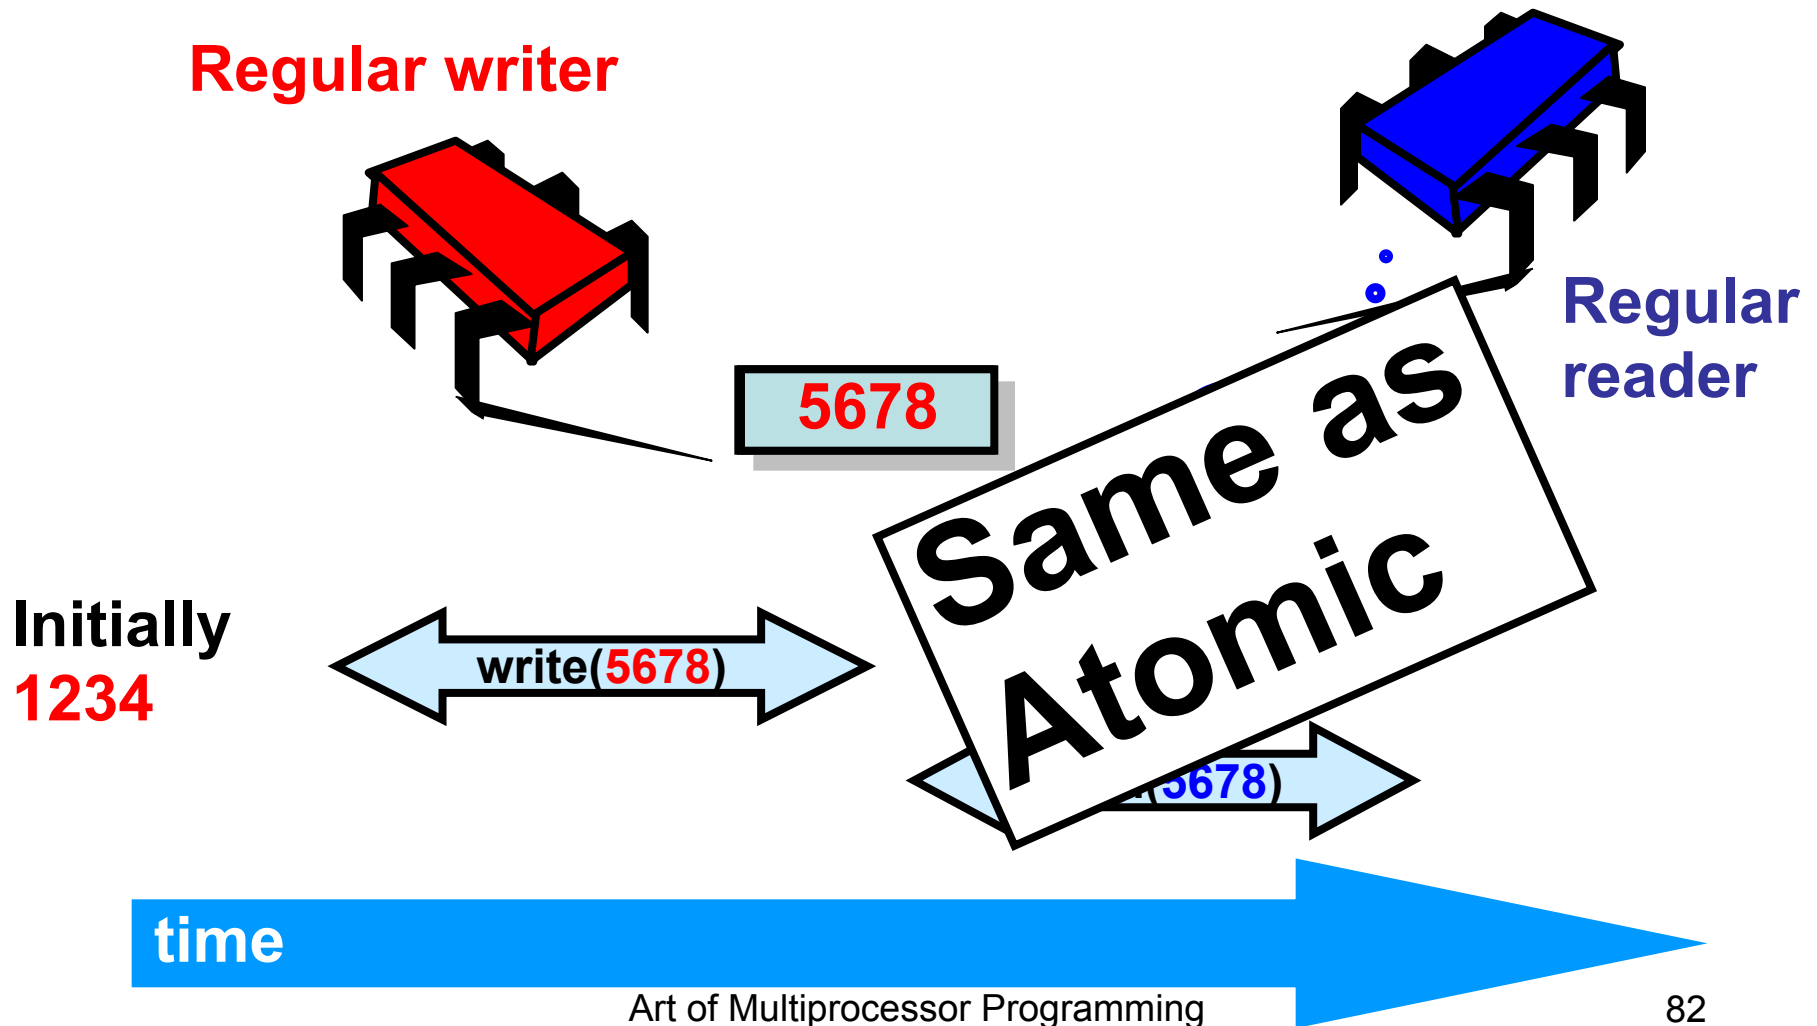 Regular writer
Regular
reader
5678
Same as
Atomic
Initially
1234
write(5678)
(5678)
time
Art of Multiprocessor Programming
82